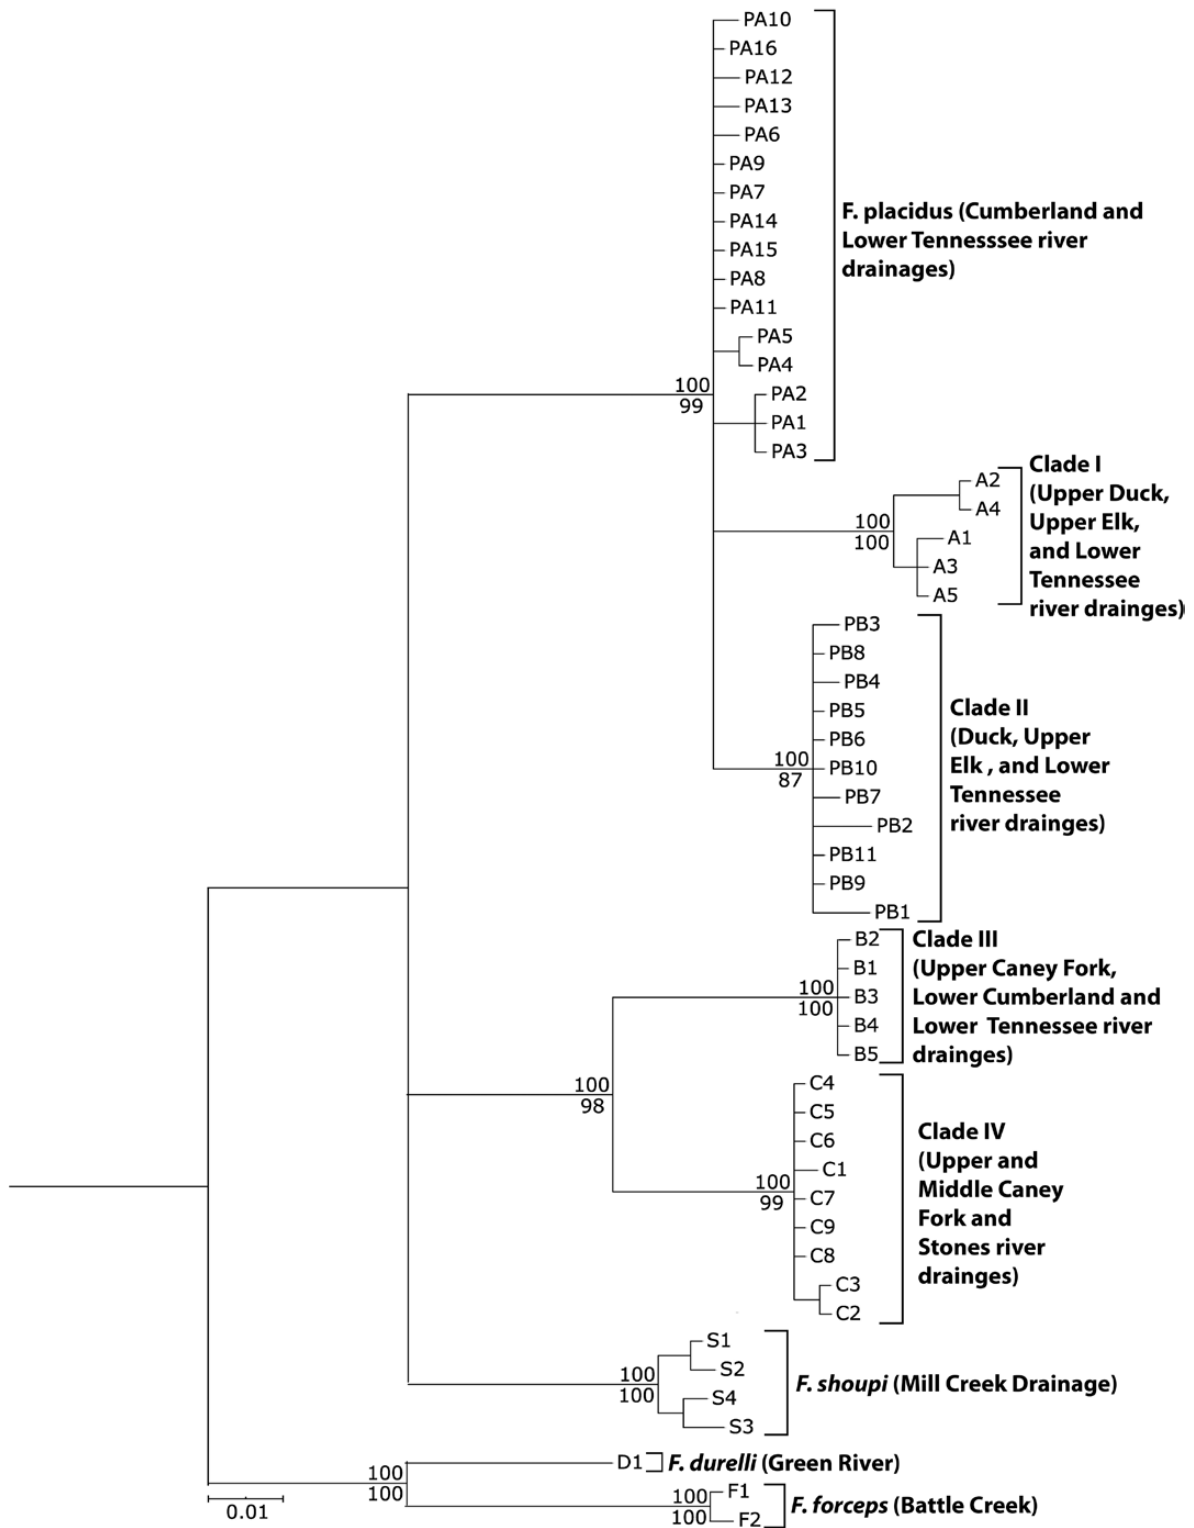 PA10
PA16
PA12
PA13
PA6
PA9
PA7
PA14
PA15
PA8
PA11
PA5
PA4
PA2
PA1
PA3
100
99
F. placidus (Cumberland and
Lower Tennesssee river
drainages)
A2
A4
A1
A3
A5
100
100
Clade I
(Upper Duck,
Upper Elk,
and Lower
Tennessee
river drainges)
PB3
PB8
PB4
PB5
PB6
PB10
PB7
PB2
PB11
PB9
PB1
100
87
Clade II
(Duck, Upper
Elk , and Lower
Tennessee
river drainges)
B2
B1
B3
B4
B5
100
100
Clade III
(Upper Caney Fork,
Lower Cumberland and
Lower Tennessee river
drainges)
100
98
C4
C5
C6
C1
C7
C9
C8
C3
C2
100
99
Clade IV
(Upper and
Middle Caney
Fork and
Stones river
drainges)
S1
S2
S4
S3
100
100
F. shoupi (Mill Creek Drainage)
D1
F. durelli (Green River)
100
100
F1
F2
100
100
F. forceps (Battle Creek)
0.01